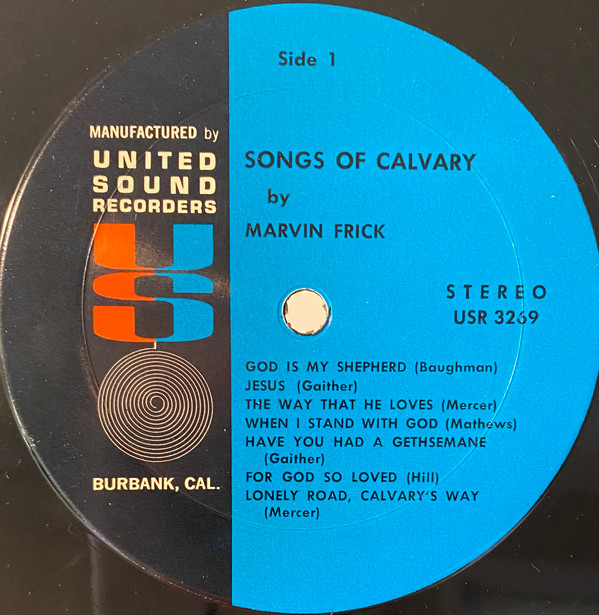 Side 1
MANUFACTURED by
UNITED
SOUND
RECORDERS
US
BURBANK, CAL.
SONGS OF CALVARY
by
MARVIN FRICK
STEREO
USR 3269
GOD IS MY SHEPHERD (Baughman)
JESUS (Gaither)
THE WAY THAT HE LOVES (Mercer)
WHEN I STAND WITH GOD (Mathews)
HAVE YOU HAD A GETHSEMANE
(Gaither)
FOR GOD SO LOVED (Hill)
LONELY ROAD, CALVARY'S WAY
(Mercer)